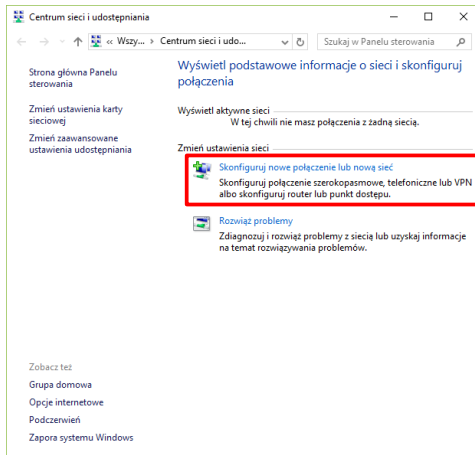 Centrum sieci i udostępniania
« Wszy... › Centrum sieci i udo...
Szukaj w Panelu sterowania
Strona główna Panelu
sterowania
Zmień ustawienia karty
sieciowej
Zmień zaawansowane
ustawienia udostępniania
Wyświetl podstawowe informacje o sieci i skonfiguruj
połączenia
Wyświetl aktywne sieci
W tej chwili nie masz połączenia z żadną siecią.
Zmień ustawienia sieci
Skonfiguruj nowe połączenie lub nową sieć
Skonfiguruj połączenie szerokopasmowe, telefoniczne lub VPN
albo skonfiguruj router lub punkt dostępu.
Rozwiąż problemy
Zdiagnozuj i rozwiąż problemy z siecią lub uzyskaj informacje
na temat rozwiązywania problemów.
Zobacz też
Grupa domowa
Opcje internetowe
Podczerwień
Zapora systemu Windows